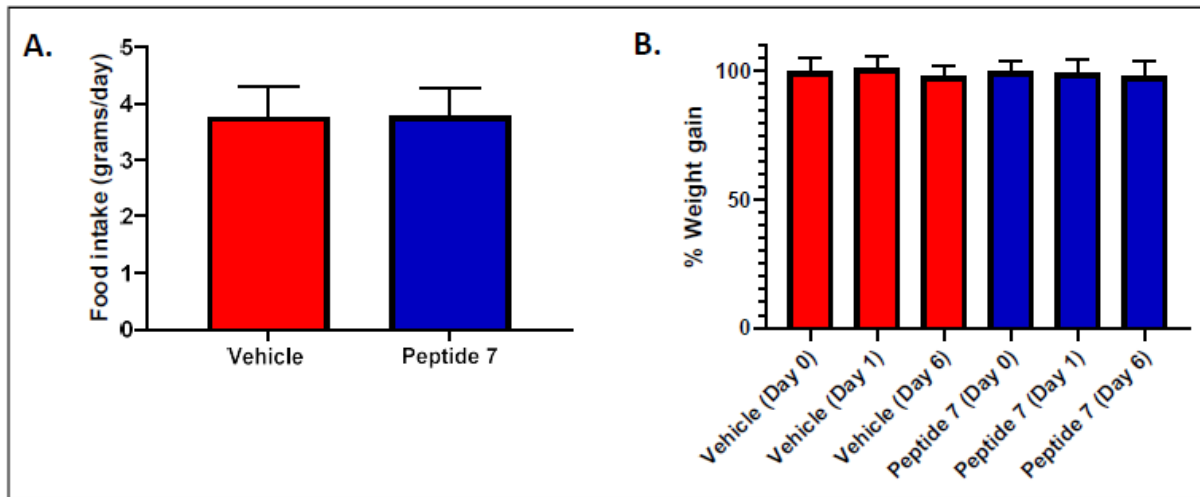 A.
Food intake (grams/day)
5
4
3
2
1
0
Vehicle
Peptide 7
B.
% Weight gain
100
50
0
Vehicle (Day 0)
Vehicle (Day 1)
Vehicle (Day 6)
Peptide 7 (Day 0)
Peptide 7 (Day 1)
Peptide 7 (Day 6)